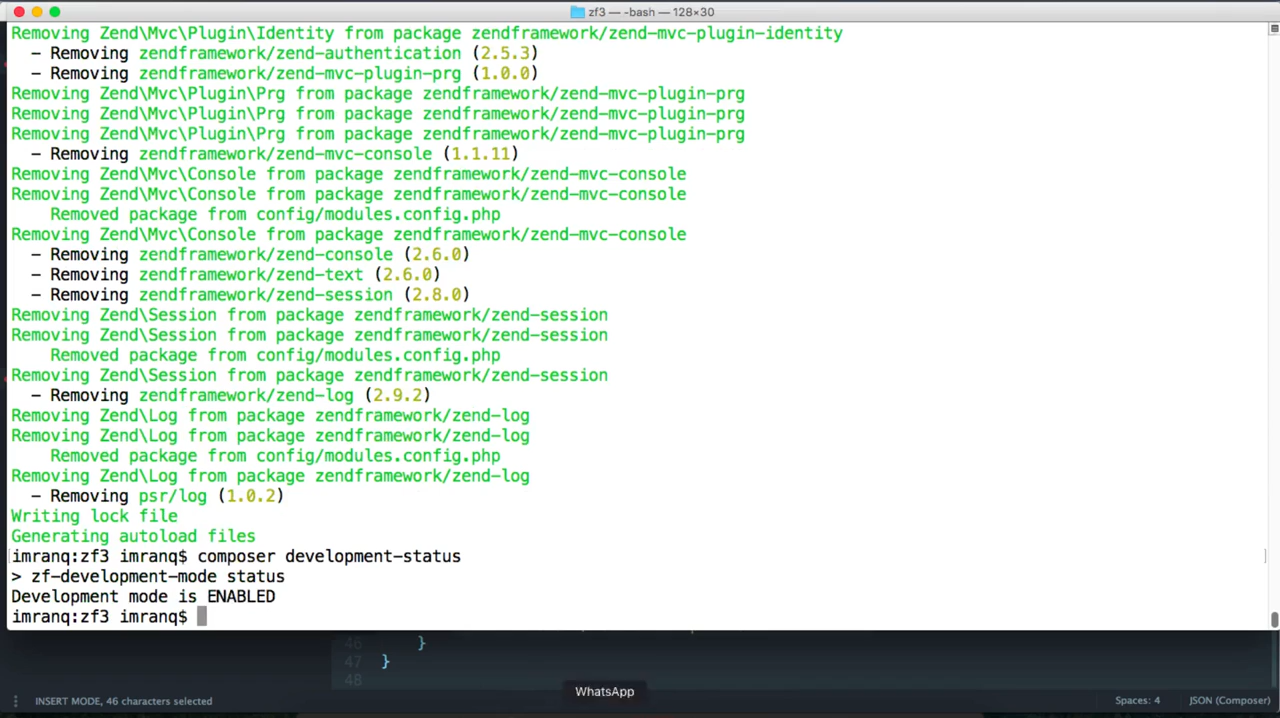 zf3 — -bash — 128×30
Removing Zend\Mvc\Plugin\Identity from package zendframework/zend-mvc-plugin-identity
– Removing zendframework/zend-authentication (2.5.3)
– Removing zendframework/zend-mvc-plugin-prg (1.0.0)
Removing Zend\Mvc\Plugin\Prg from package zendframework/zend-mvc-plugin-prg
Removing Zend\Mvc\Plugin\Prg from package zendframework/zend-mvc-plugin-prg
Removing Zend\Mvc\Plugin\Prg from package zendframework/zend-mvc-plugin-prg
– Removing zendframework/zend-mvc-console (1.1.11)
Removing Zend\Mvc\Console from package zendframework/zend-mvc-console
Removing Zend\Mvc\Console from package zendframework/zend-mvc-console
Removed package from config/modules.config.php
Removing Zend\Mvc\Console from package zendframework/zend-mvc-console
– Removing zendframework/zend-console (2.6.0)
– Removing zendframework/zend-text (2.6.0)
– Removing zendframework/zend-session (2.8.0)
Removing Zend\Session from package zendframework/zend-session
Removing Zend\Session from package zendframework/zend-session
Removed package from config/modules.config.php
Removing Zend\Session from package zendframework/zend-session
– Removing zendframework/zend-log (2.9.2)
Removing Zend\Log from package zendframework/zend-log
Removing Zend\Log from package zendframework/zend-log
Removed package from config/modules.config.php
Removing Zend\Log from package zendframework/zend-log
– Removing psr/log (1.0.2)
Writing lock file
Generating autoload files
imranq:zf3 imranq$ composer development-status
> zf-development-mode status
Development mode is ENABLED
imranq:zf3 imranq$
46 }
47 }
48
WhatsApp
INSERT MODE, 46 characters selected
Spaces: 4
JSON (Composer)